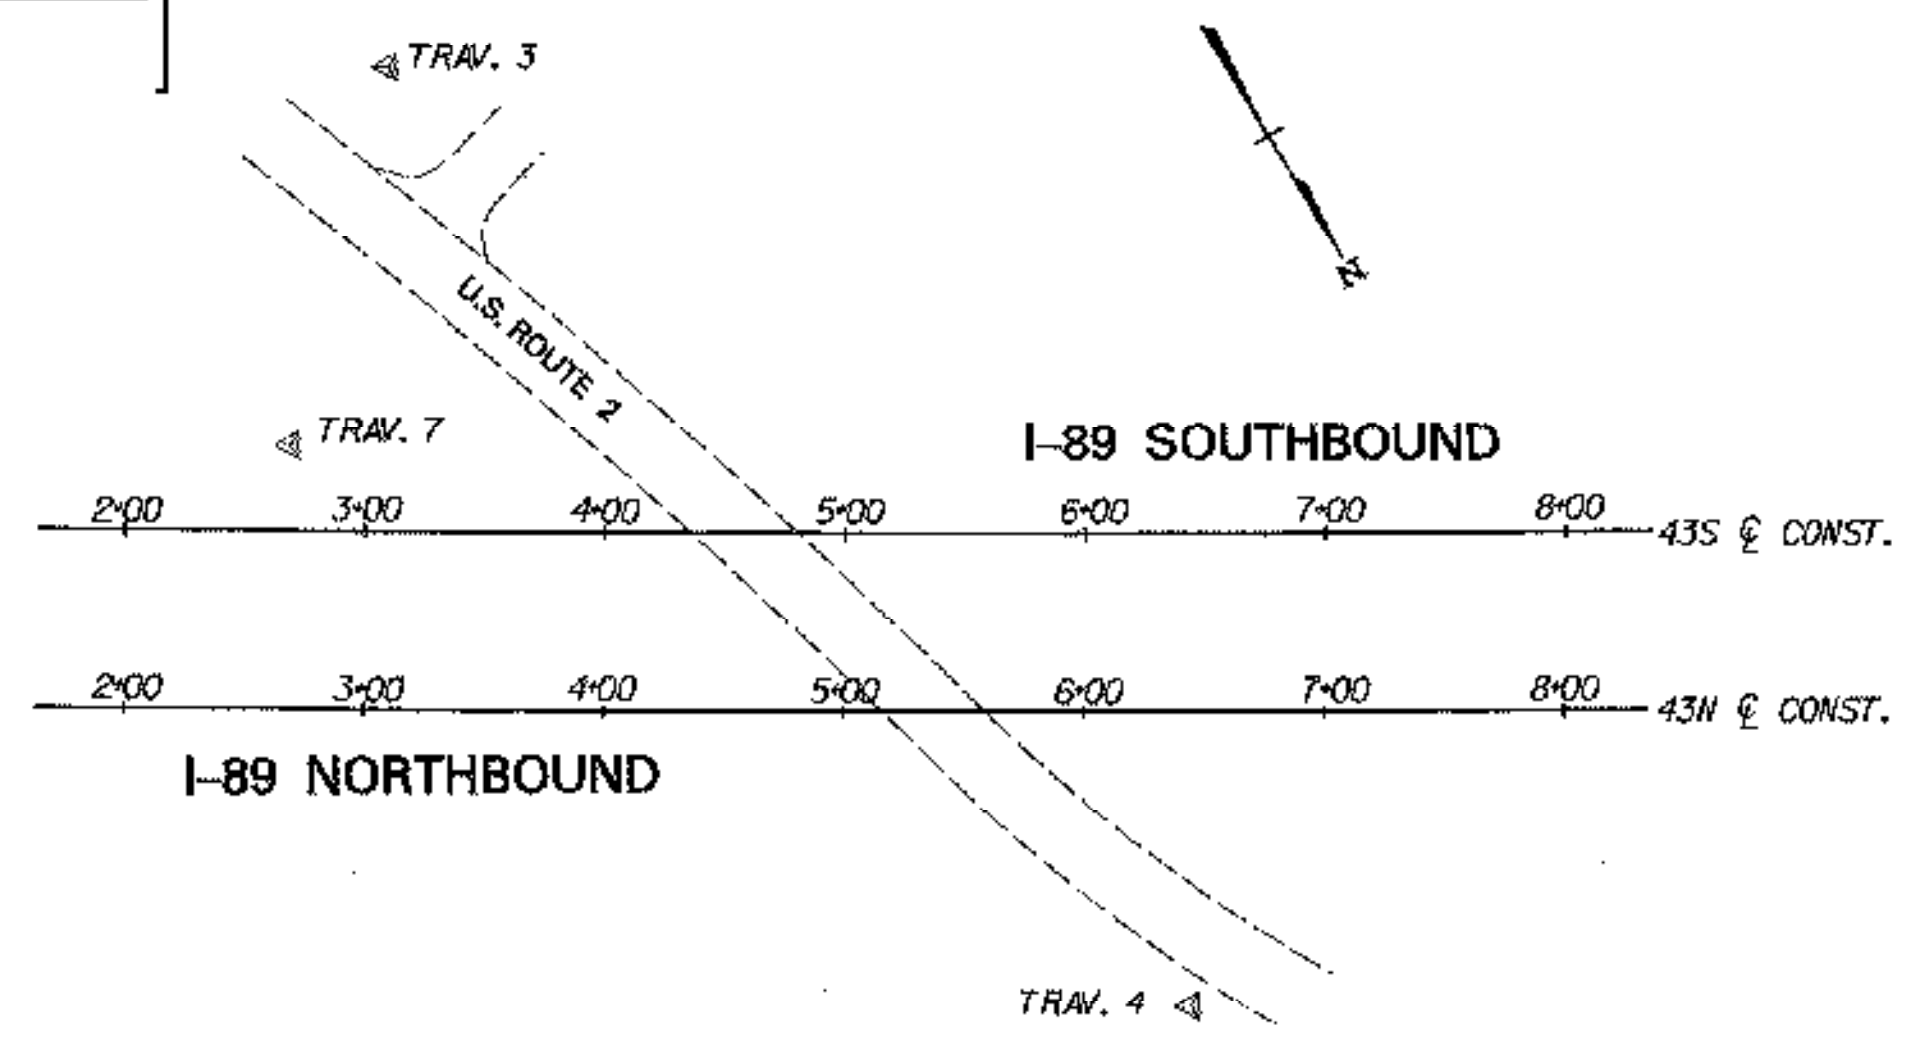 TRAV. 3
N
U.S. ROUTE 2
TRAV. 7
I-89 SOUTHBOUND
2+00 3+00 4+00 5+00 6+00 7+00 8+00
43S ℄ CONST.
2+00 3+00 4+00 5+00 6+00 7+00 8+00
43N ℄ CONST.
I-89 NORTHBOUND
TRAV. 4